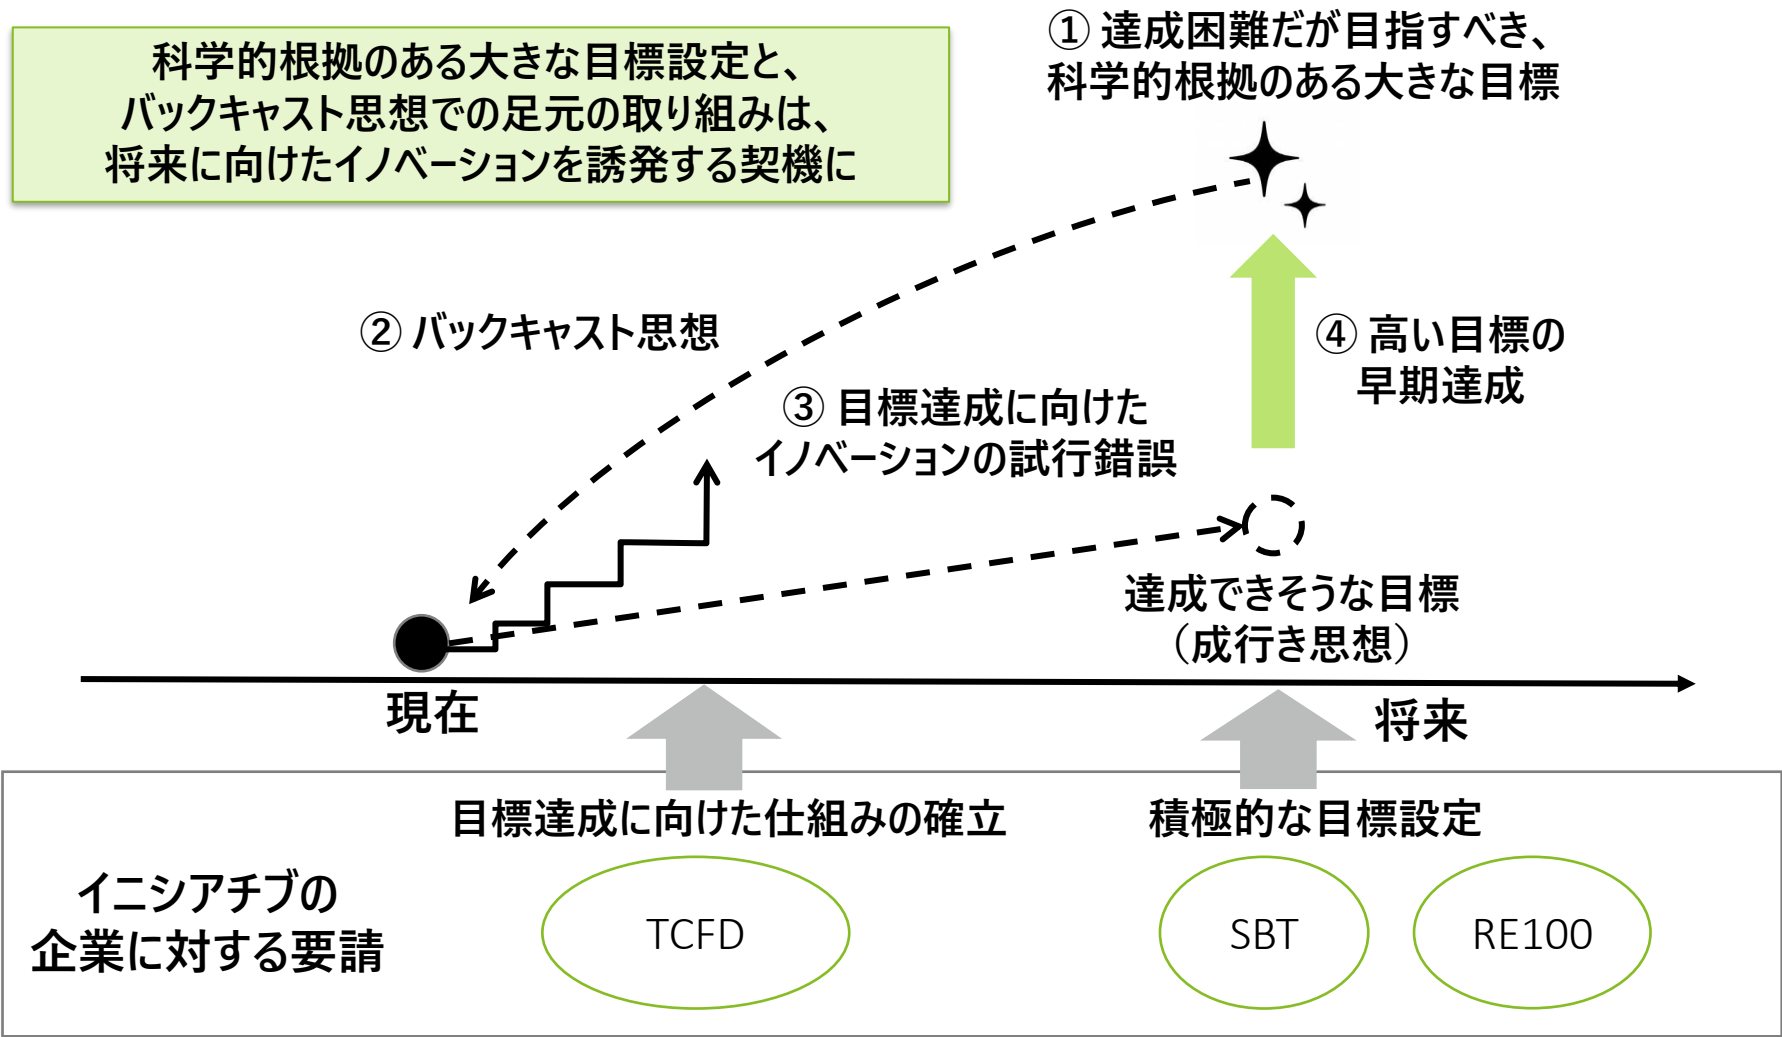 科学的根拠のある大きな目標設定と、
バックキャスト思想での足元の取り組みは、
将来に向けたイノベーションを誘発する契機に
① 達成困難だが目指すべき、
科学的根拠のある大きな目標
② バックキャスト思想
③ 目標達成に向けた
イノベーションの試行錯誤
④ 高い目標の
早期達成
達成できそうな目標
（成行き思想）
現在
将来
目標達成に向けた仕組みの確立
積極的な目標設定
イニシアチブの
企業に対する要請
TCFD
SBT
RE100